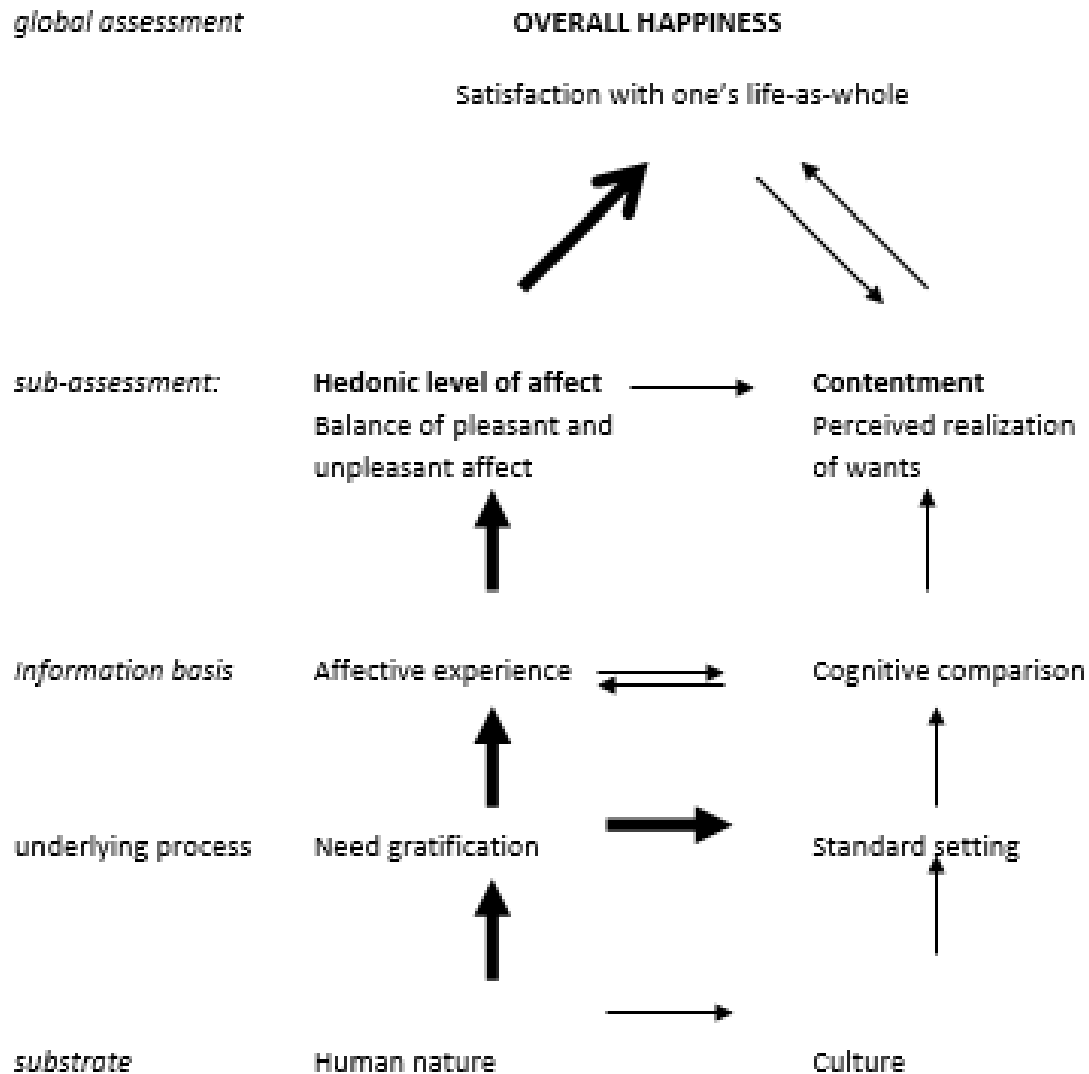 global assessment OVERALL HAPPINESS
Satisfaction with one's life-as-whole
sub-assessment: Hedonic level of affect Contentment
Balance of pleasant and Perceived realization
unpleasant affect of wants
Information basis Affective experience Cognitive comparison
underlying process Need gratification Standard setting
substrate Human nature Culture